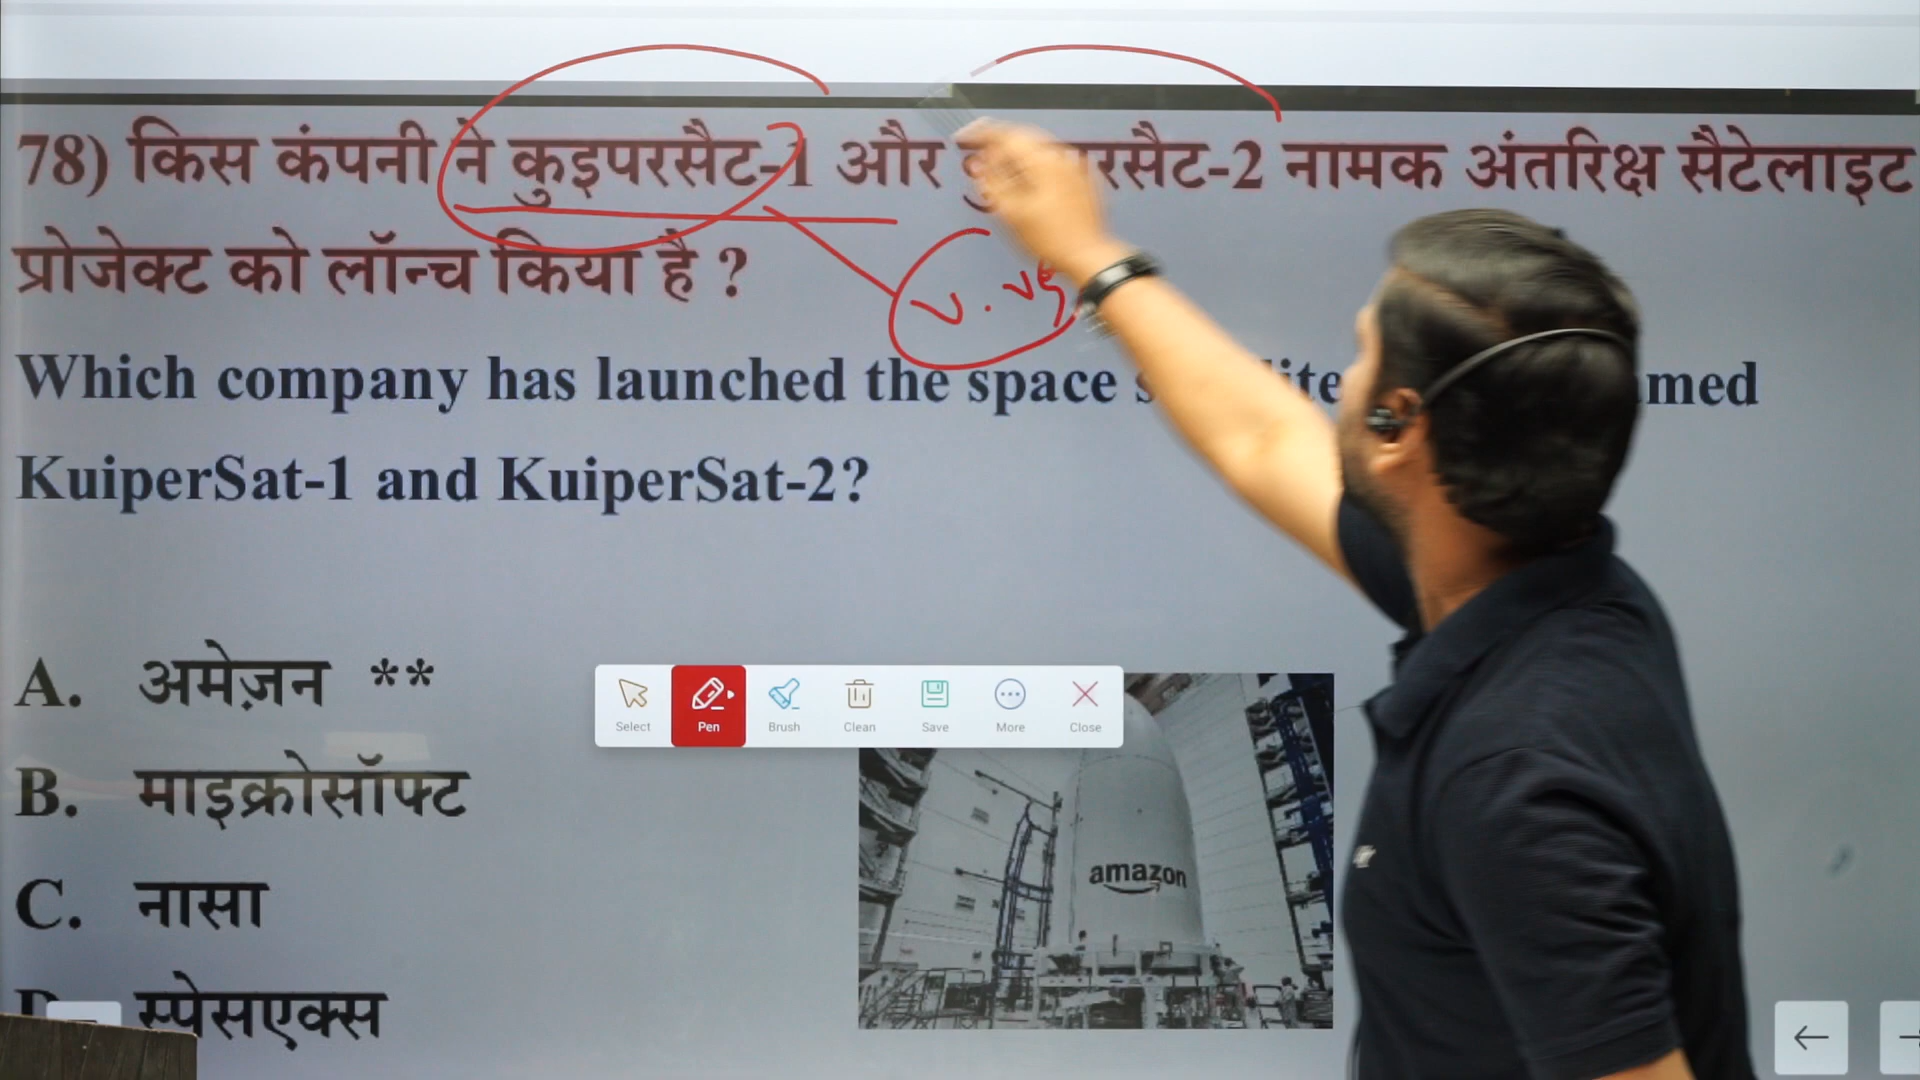 78) किस कंपनी ने कुइपरसैट-1 और रसैट-2 नामक अंतरिक्ष सैटेलाइट
प्रोजेक्ट को लॉन्च किया है ?
Which company has launched the space med
KuiperSat-1 and KuiperSat-2?
A. अमेज़न **
Select Pen Brush Clean Save More Close
B. माइक्रोसॉफ्ट
amazon
C. नासा
D स्पेसएक्स